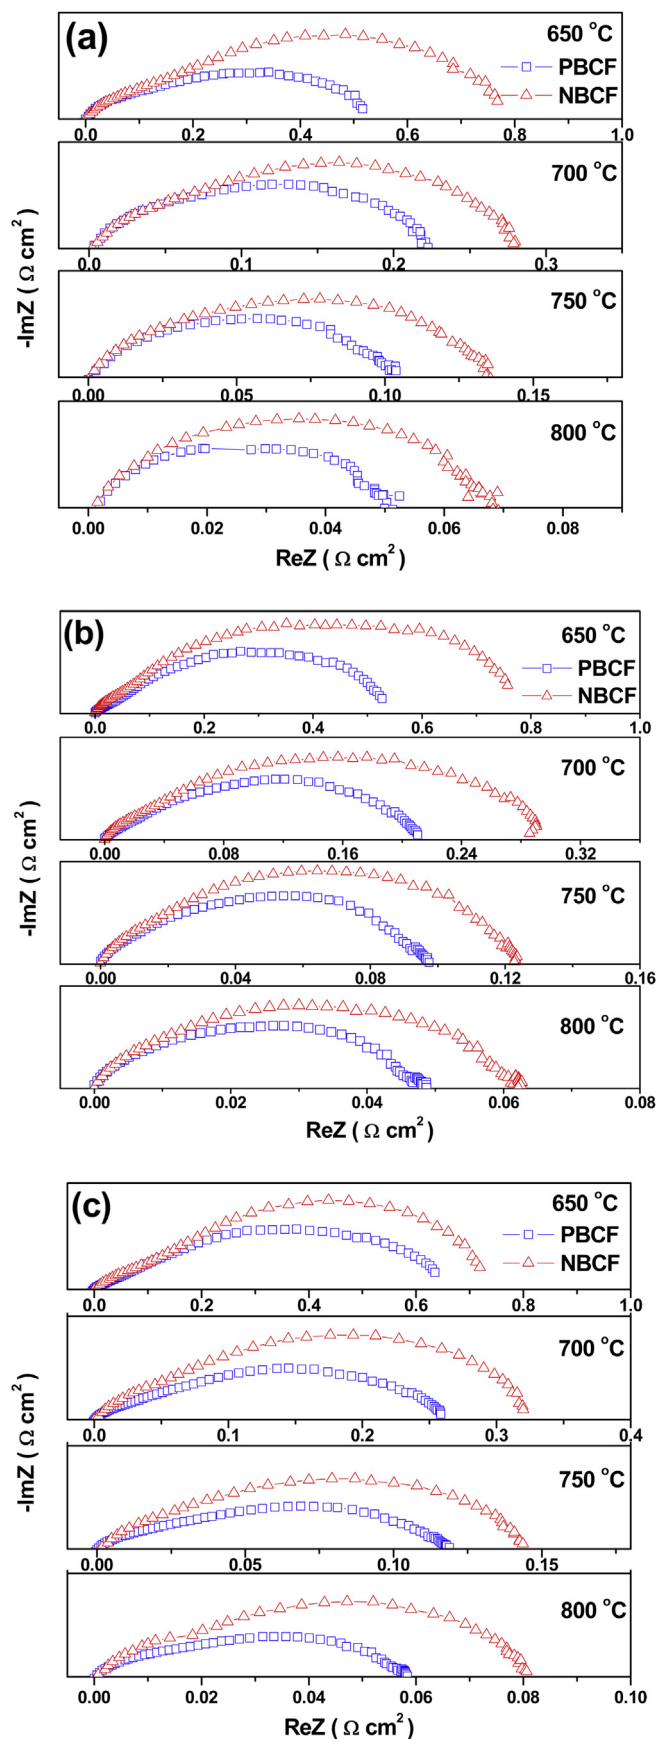 (a)
650 °C
PBCF
NBCF
0.0 0.2 0.4 0.6 0.8 1.0
700 °C
0.0 0.1 0.2 0.3
750 °C
0.00 0.05 0.10 0.15
800 °C
0.00 0.02 0.04 0.06 0.08
-ImZ ( Ω cm²)
ReZ ( Ω cm²)
(b)
650 °C
PBCF
NBCF
0.0 0.2 0.4 0.6 0.8 1.0
700 °C
0.00 0.08 0.16 0.24 0.32
750 °C
0.00 0.04 0.08 0.12 0.16
800 °C
0.00 0.02 0.04 0.06 0.08
-ImZ ( Ω cm²)
ReZ ( Ω cm²)
(c)
650 °C
PBCF
NBCF
0.0 0.2 0.4 0.6 0.8 1.0
700 °C
0.0 0.1 0.2 0.3 0.4
750 °C
0.00 0.05 0.10 0.15
800 °C
0.00 0.02 0.04 0.06 0.08 0.10
-ImZ ( Ω cm²)
ReZ ( Ω cm²)